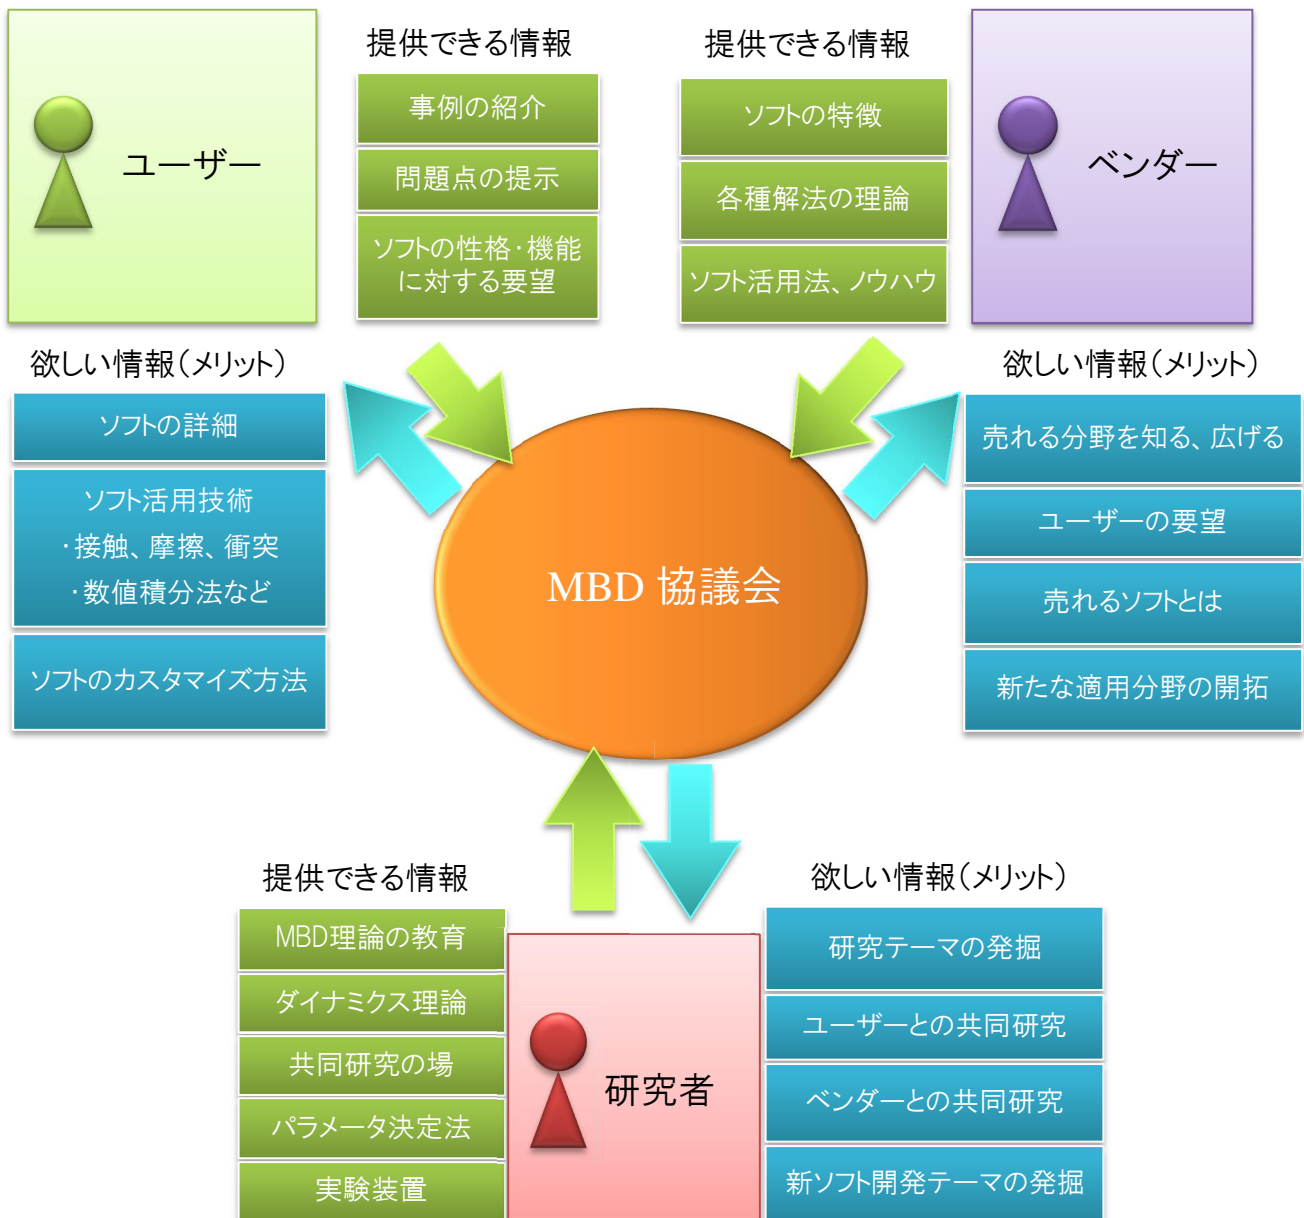 ユーザー
提供できる情報
事例の紹介
問題点の提示
ソフトの性格・機能
に対する要望
提供できる情報
ソフトの特徴
各種解法の理論
ソフト活用法、ノウハウ
ベンダー
欲しい情報(メリット)
ソフトの詳細
ソフト活用技術
・接触、摩擦、衝突
・数値積分法など
ソフトのカスタマイズ方法
MBD 協議会
欲しい情報(メリット)
売れる分野を知る、広げる
ユーザーの要望
売れるソフトとは
新たな適用分野の開拓
提供できる情報
MBD理論の教育
ダイナミクス理論
共同研究の場
パラメータ決定法
実験装置
研究者
欲しい情報(メリット)
研究テーマの発掘
ユーザーとの共同研究
ベンダーとの共同研究
新ソフト開発テーマの発掘